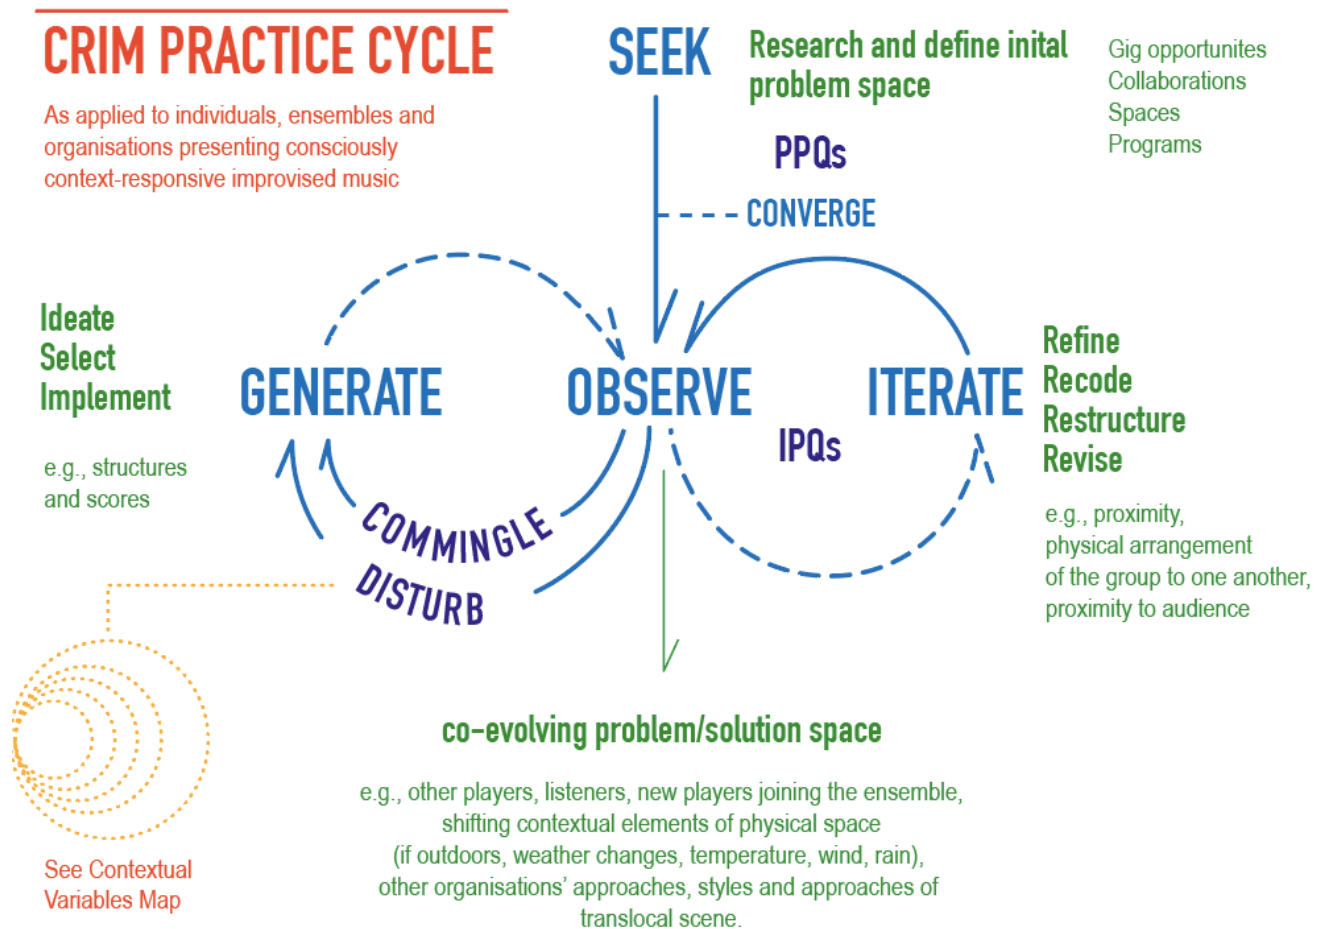 CRIM PRACTICE CYCLE
As applied to individuals, ensembles and
organisations presenting consciously
context-responsive improvised music
SEEK
Research and define inital
problem space
Gig opportunites
Collaborations
Spaces
Programs
PPQs
CONVERGE
Ideate
Select
Implement
e.g., structures
and scores
GENERATE
OBSERVE
ITERATE
IPQs
Refine
Recode
Restructure
Revise
e.g., proximity,
physical arrangement
of the group to one another,
proximity to audience
COMMINGLE
DISTURB
co-evolving problem/solution space
e.g., other players, listeners, new players joining the ensemble,
shifting contextual elements of physical space
(if outdoors, weather changes, temperature, wind, rain),
other organisations' approaches, styles and approaches of
translocal scene.
See Contextual
Variables Map